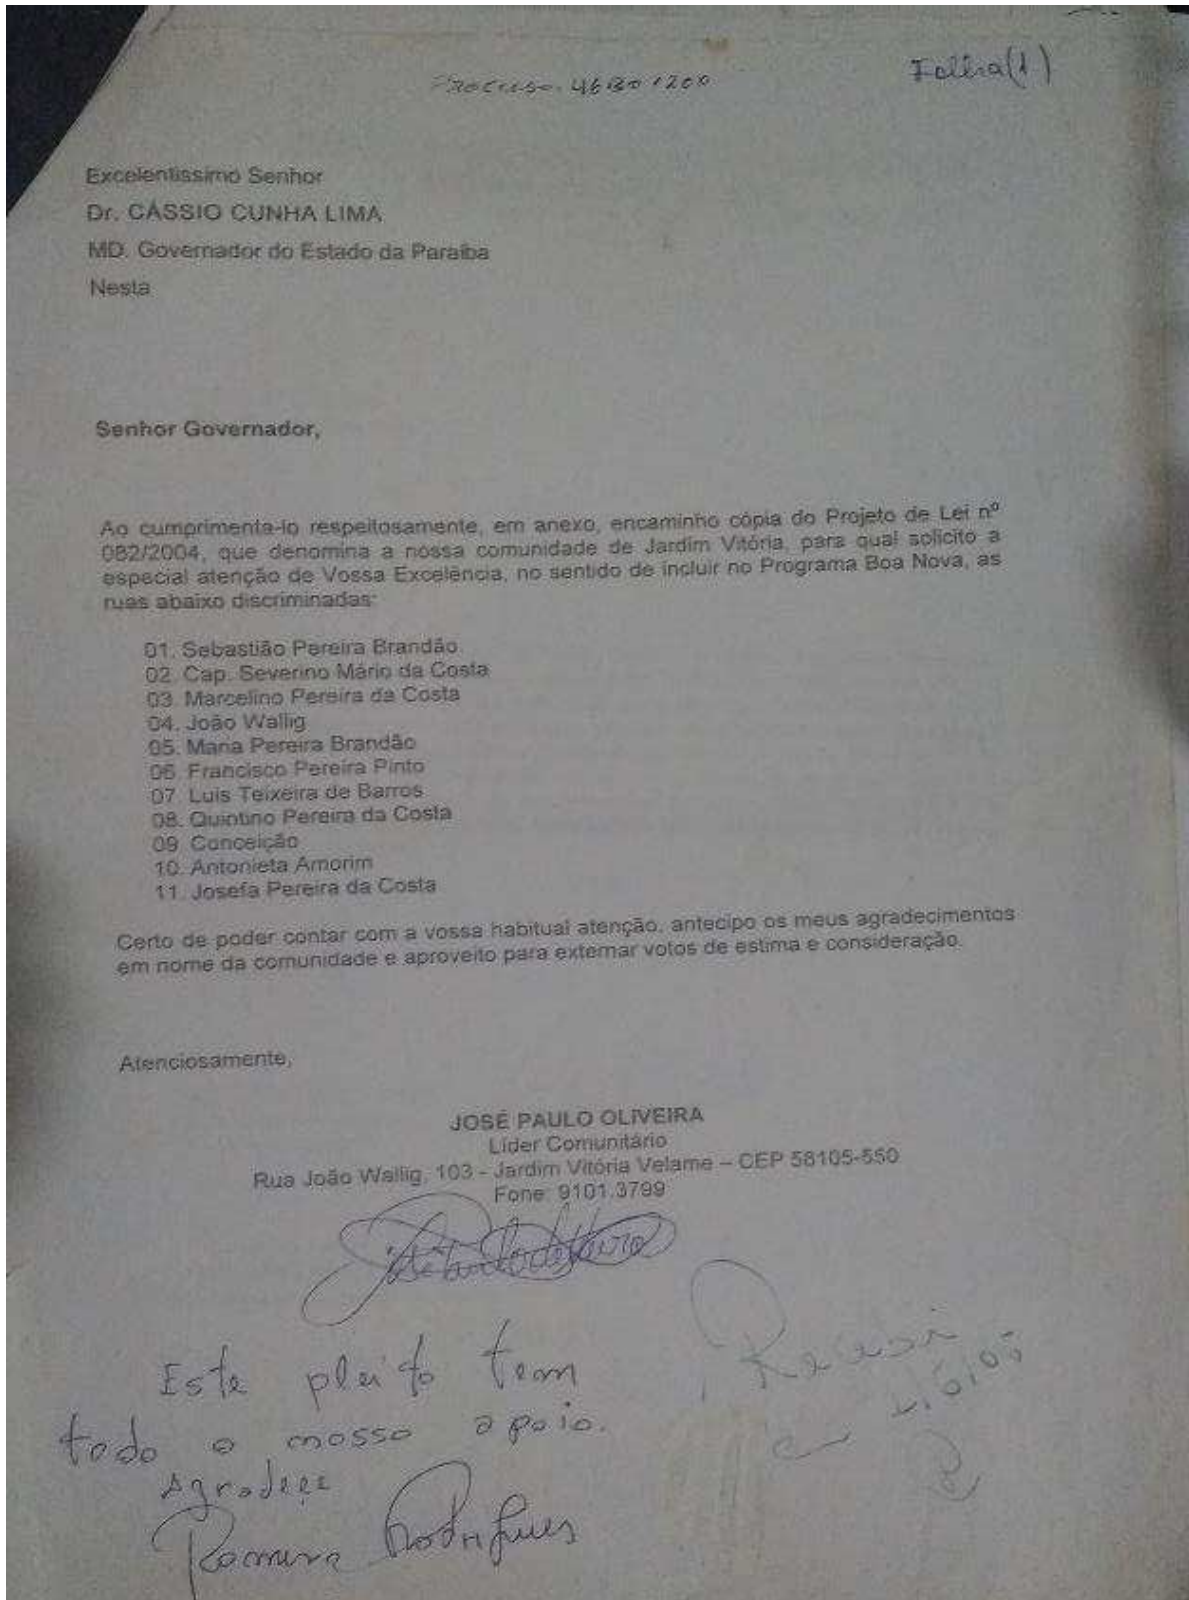 Folha(1)
Excelentíssimo Senhor
Dr. CÁSSIO CUNHA LIMA
MD. Governador do Estado da Paraíba
Nesta
Senhor Governador,
Ao cumprimenta-lo respeitosamente, em anexo, encaminho cópia do Projeto de Lei nº
082/2004, que denomina a nossa comunidade de Jardim Vitória, para qual solicito a
especial atenção de Vossa Excelência, no sentido de incluir no Programa Boa Nova, as
ruas abaixo discriminadas:
01. Sebastião Pereira Brandão
02. Cap. Severino Mário da Costa
03. Marcelino Pereira da Costa
04. João Wallig
05. Maria Pereira Brandão
06. Francisco Pereira Pinto
07. Luis Teixeira de Barros
08. Quintino Pereira da Costa
09. Conceição
10. Antonieta Amorim
11. Josefa Pereira da Costa
Certo de poder contar com a vossa habitual atenção, antecipo os meus agradecimentos
em nome da comunidade e aproveito para externar votos de estima e consideração.
Atenciosamente,
JOSÉ PAULO OLIVEIRA
Líder Comunitário
Rua João Wallig, 103 - Jardim Vitória Velame – CEP 58105-550
Fone: 9101.3799
Este pleito tem
todo o nosso apoio.
Agradece
Rodrigues